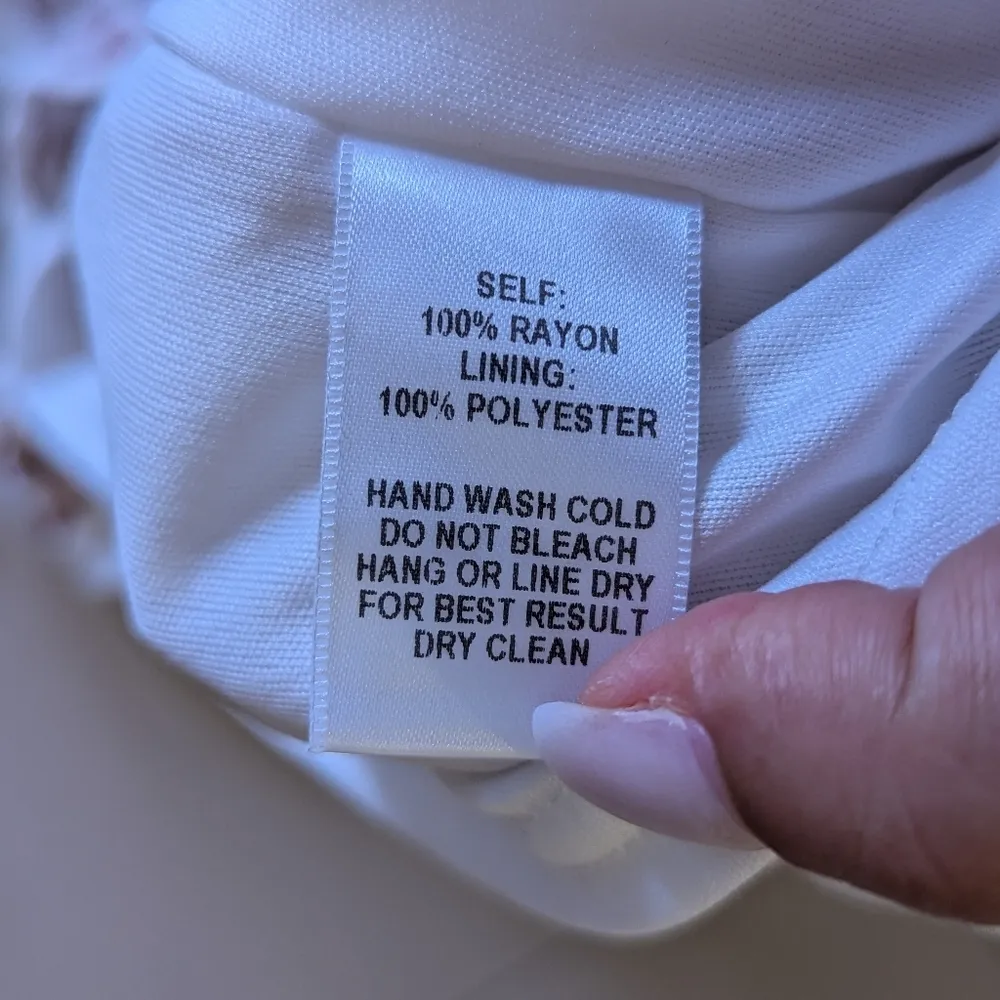 SELF:
100% RAYON
LINING:
100% POLYESTER
HAND WASH COLD
DO NOT BLEACH
HANG OR LINE DRY
FOR BEST RESULT
DRY CLEAN